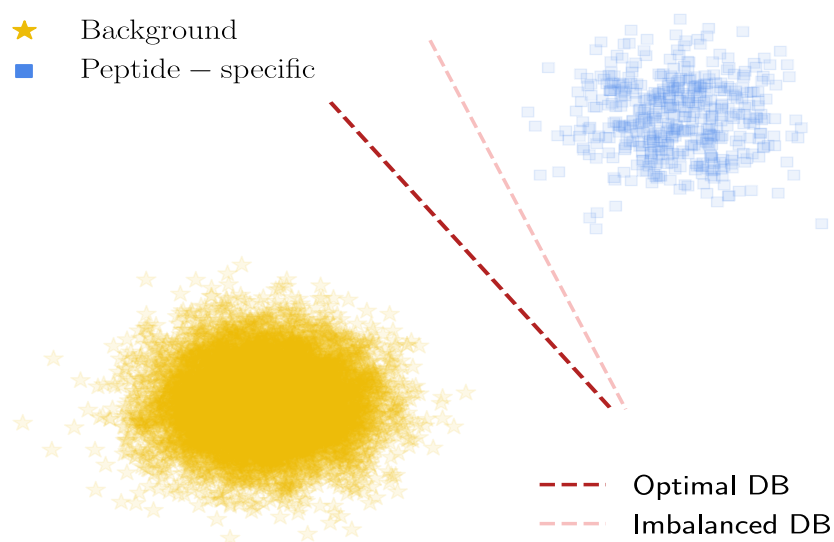 Background
Peptide − specific
Optimal DB
Imbalanced DB